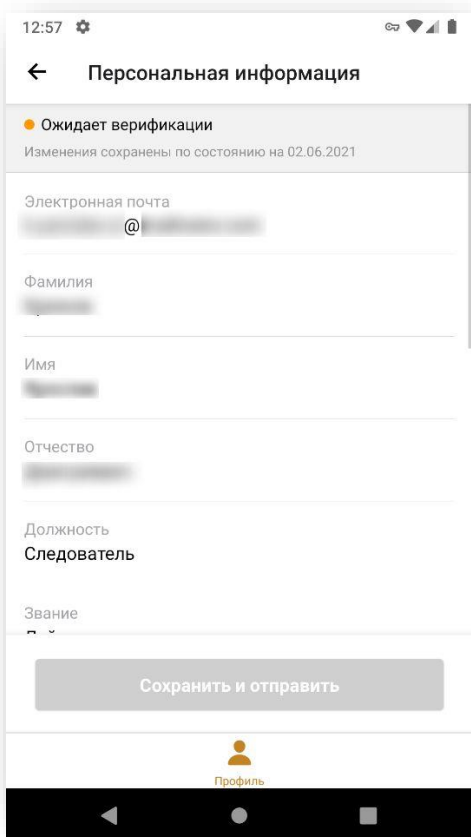 12:57
Персональная информация
Ожидает верификации
Изменения сохранены по состоянию на 02.06.2021
Электронная почта
@
Фамилия
Имя
Отчество
Должность
Следователь
Звание
Сохранить и отправить
Профиль